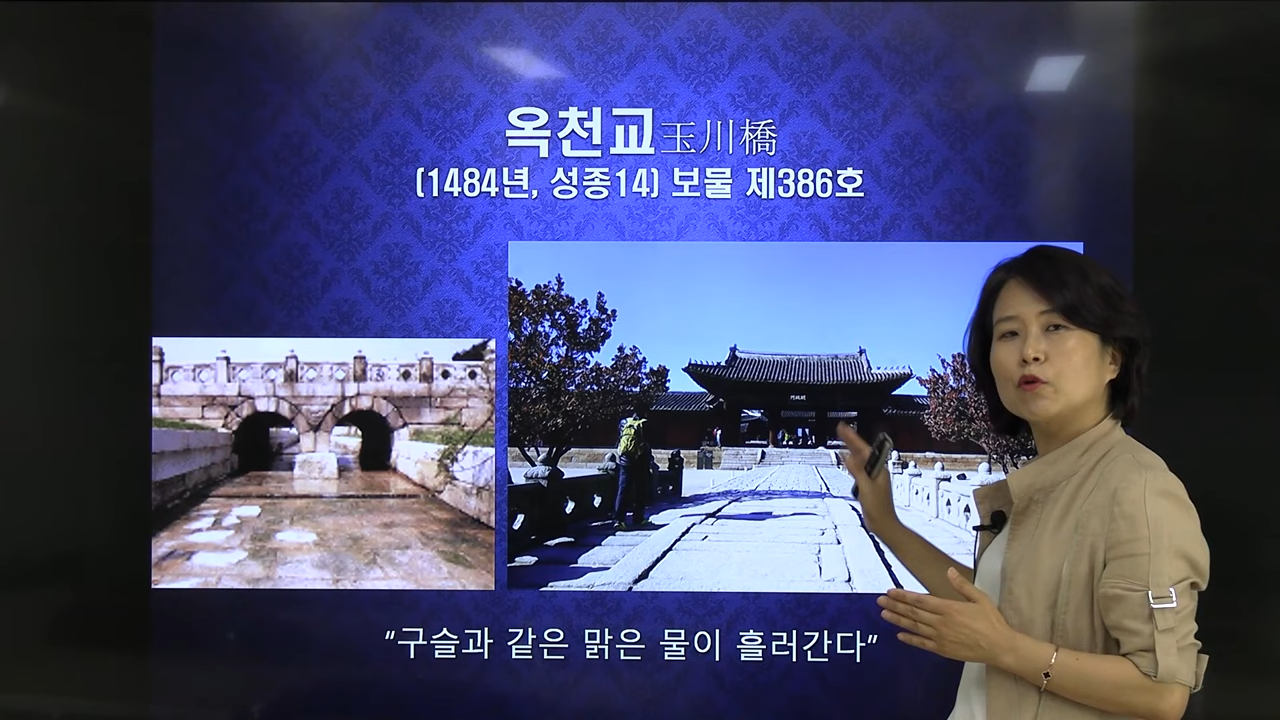 옥천교玉川橋
(1484년, 성종14) 보물 제386호
“구슬과 같은 맑은 물이 흘러간다”